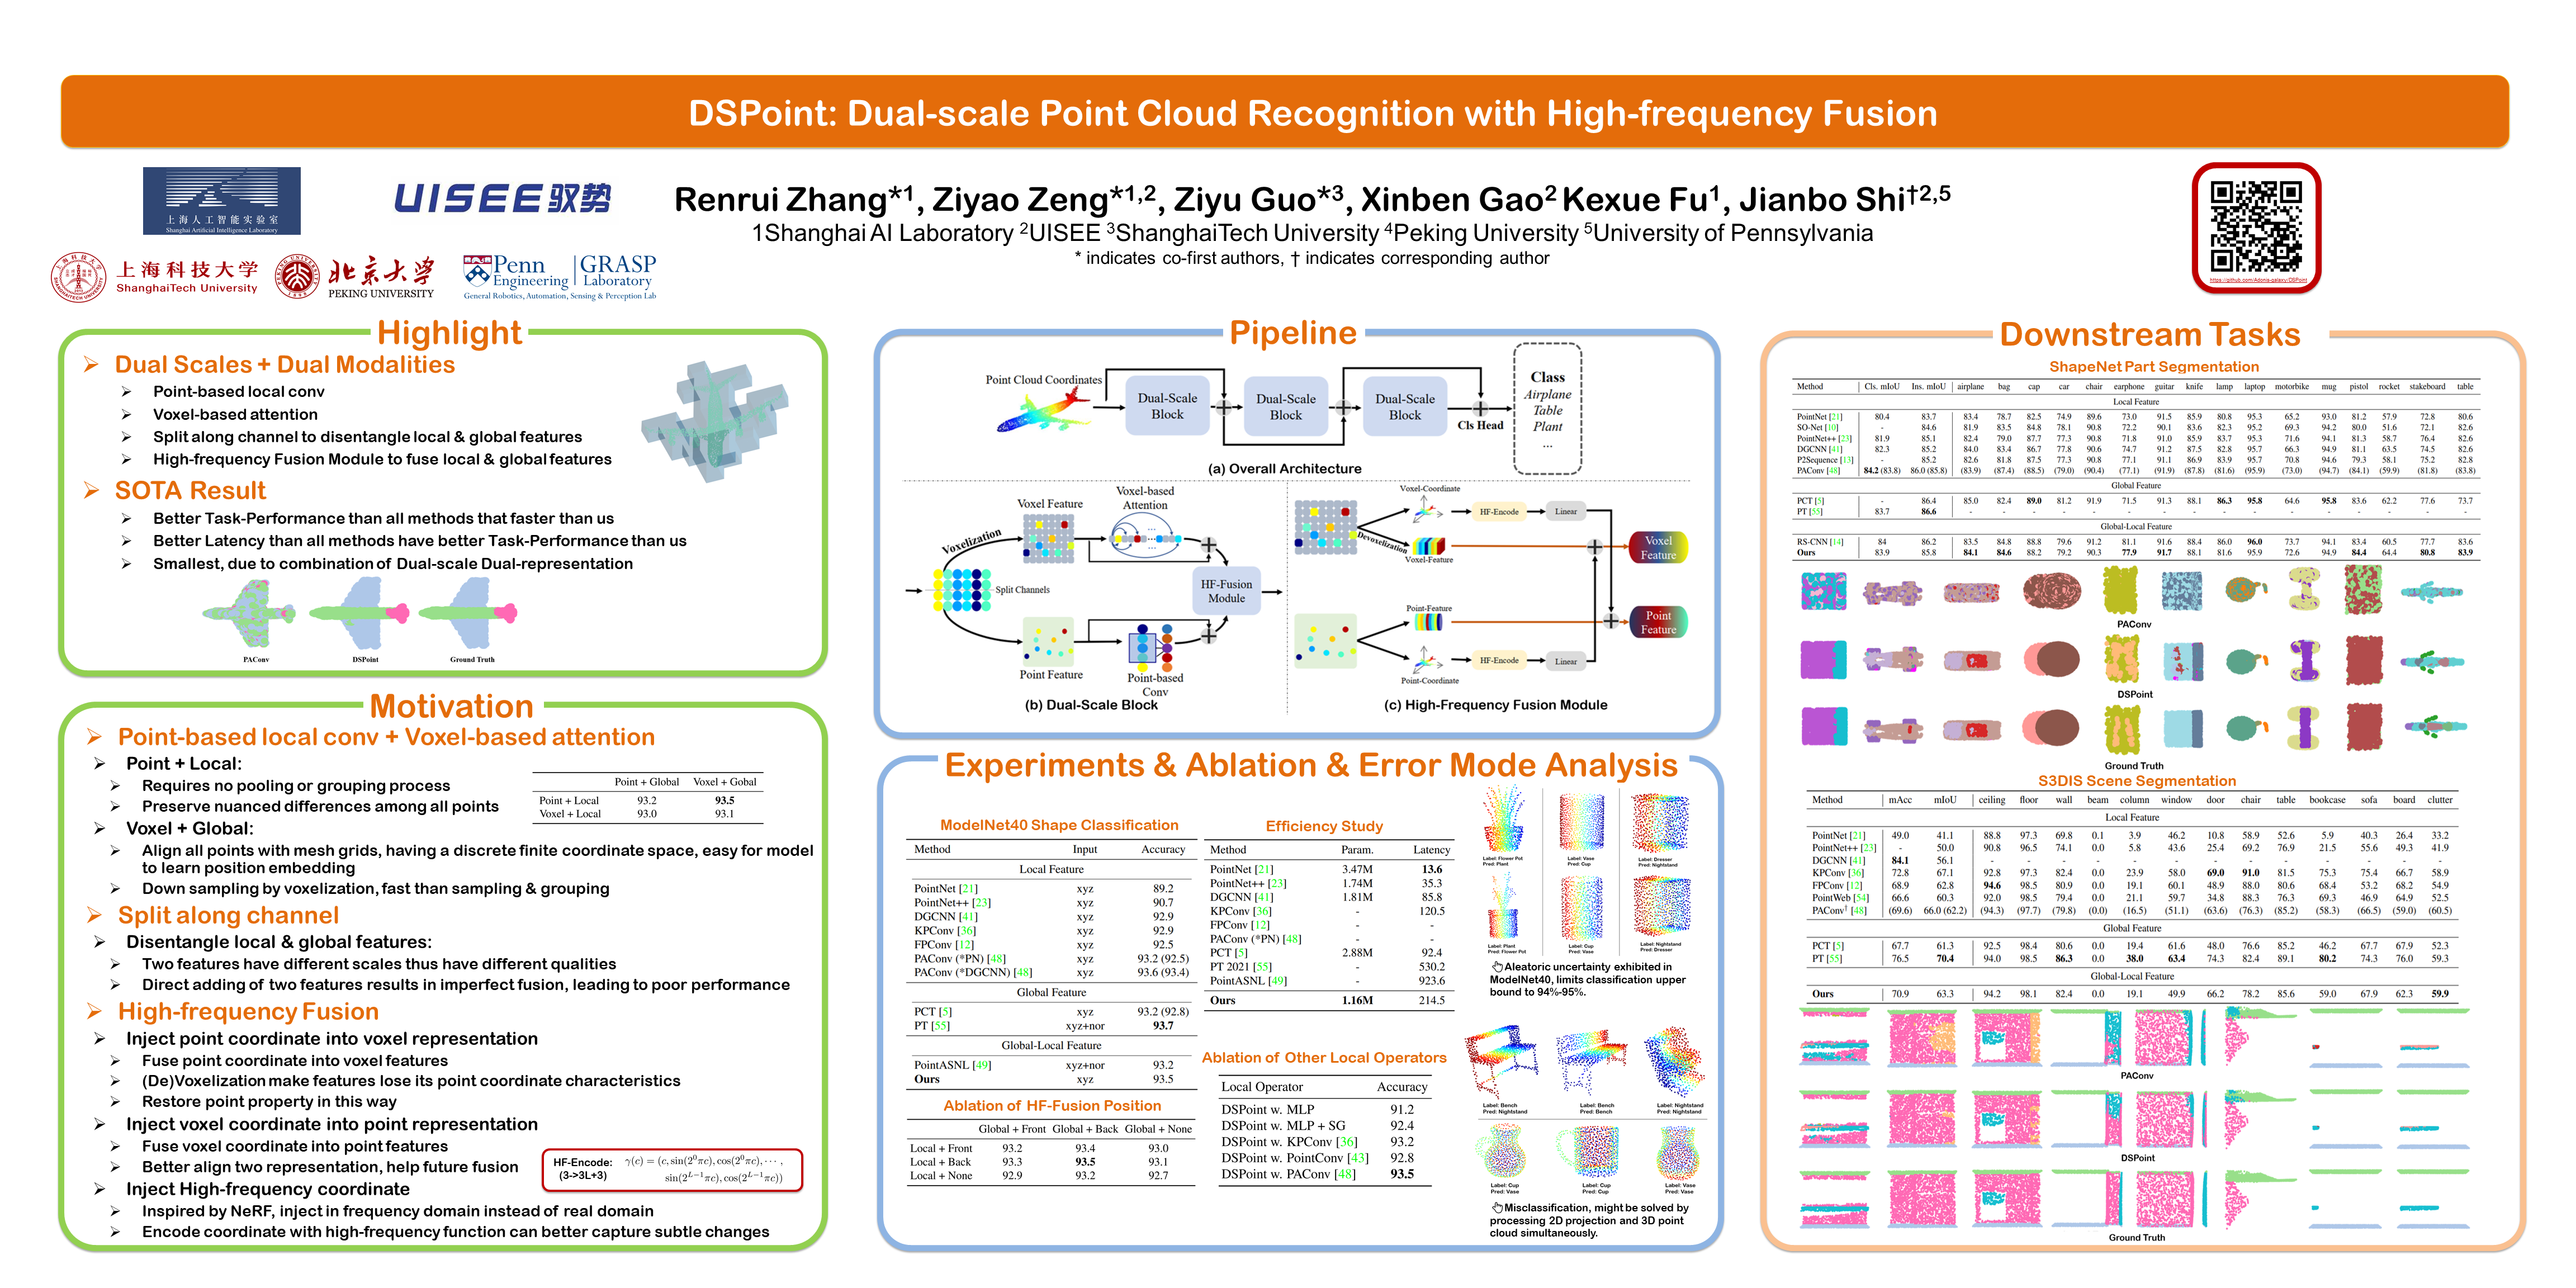 DSPoint: Dual-scale Point Cloud Recognition with High-frequency Fusion
上海人工智能实验室
Shanghai Artificial Intelligence Laboratory
UISEE 驭势
上海科技大学
ShanghaiTech University
北京大学
PEKING UNIVERSITY
Penn Engineering
GRASP Laboratory
General Robotics, Automation, Sensing & Perception Lab
Renrui Zhang*1, Ziyao Zeng*1,2, Ziyu Guo*3, Xinben Gao2 Kexue Fu1, Jianbo Shi†2,5
1Shanghai AI Laboratory 2UISEE 3ShanghaiTech University 4Peking University 5University of Pennsylvania
* indicates co-first authors, † indicates corresponding author
https://github.com/Adonis-galaxy/DSPoint
Highlight
Dual Scales + Dual Modalities
Point-based local conv
Voxel-based attention
Split along channel to disentangle local & global features
High-frequency Fusion Module to fuse local & global features
SOTA Result
Better Task-Performance than all methods that faster than us
Better Latency than all methods have better Task-Performance than us
Smallest, due to combination of Dual-scale Dual-representation
PAConv DSPoint Ground Truth
Motivation
Point-based local conv + Voxel-based attention
Point + Local:
Requires no pooling or grouping process
Preserve nuanced differences among all points
Point + Global Voxel + Gobal
Point + Local 93.2 93.5
Voxel + Local 93.0 93.1
Voxel + Global:
Align all points with mesh grids, having a discrete finite coordinate space, easy for model
to learn position embedding
Down sampling by voxelization, fast than sampling & grouping
Split along channel
Disentangle local & global features:
Two features have different scales thus have different qualities
Direct adding of two features results in imperfect fusion, leading to poor performance
High-frequency Fusion
Inject point coordinate into voxel representation
Fuse point coordinate into voxel features
(De)Voxelization make features lose its point coordinate characteristics
Restore point property in this way
Inject voxel coordinate into point representation
Fuse voxel coordinate into point features
Better align two representation, help future fusion
HF-Encode: γ(c) = (c, sin(2^0πc), cos(2^0πc), ··· ,
(3->3L+3) sin(2^{L−1}πc), cos(2^{L−1}πc))
Inject High-frequency coordinate
Inspired by NeRF, inject in frequency domain instead of real domain
Encode coordinate with high-frequency function can better capture subtle changes
Pipeline
Point Cloud Coordinates
Dual-Scale Block
Dual-Scale Block
Dual-Scale Block
Cls Head
Class
Airplane
Table
Plant
...
(a) Overall Architecture
Voxelization
Voxel Feature
Voxel-based Attention
Split Channels
HF-Fusion Module
Point Feature
Point-based Conv
(b) Dual-Scale Block
Voxel-Coordinate
HF-Encode
Linear
Devoxelization
Voxel-Feature
Voxel Feature
Point-Feature
Point Feature
HF-Encode
Linear
Point-Coordinate
(c) High-Frequency Fusion Module
Experiments & Ablation & Error Mode Analysis
ModelNet40 Shape Classification
Method Input Accuracy
Local Feature
PointNet [21] xyz 89.2
PointNet++ [23] xyz 90.7
DGCNN [41] xyz 92.9
KPConv [36] xyz 92.9
FPConv [12] xyz 92.5
PAConv (*PN) [48] xyz 93.2 (92.5)
PAConv (*DGCNN) [48] xyz 93.6 (93.4)
Global Feature
PCT [5] xyz 93.2 (92.8)
PT [55] xyz+nor 93.7
Global-Local Feature
PointASNL [49] xyz+nor 93.2
Ours xyz 93.5
Ablation of HF-Fusion Position
Global + Front Global + Back Global + None
Local + Front 93.2 93.4 93.0
Local + Back 93.3 93.5 93.1
Local + None 92.9 93.2 92.7
Efficiency Study
Method Param. Latency
PointNet [21] 3.47M 13.6
PointNet++ [23] 1.74M 35.3
DGCNN [41] 1.81M 85.8
KPConv [36] - 120.5
FPConv [12] - -
PAConv (*PN) [48] - -
PCT [5] 2.88M 92.4
PT 2021 [55] - 530.2
PointASNL [49] - 923.6
Ours 1.16M 214.5
Ablation of Other Local Operators
Local Operator Accuracy
DSPoint w. MLP 91.2
DSPoint w. MLP + SG 92.4
DSPoint w. KPConv [36] 93.2
DSPoint w. PointConv [43] 92.8
DSPoint w. PAConv [48] 93.5
Label: Flower Pot Label: Vase Label: Dresser
Pred: Plant Pred: Cup Pred: Nightstand
Label: Plant Label: Cup Label: Nightstand
Pred: Flower Pot Pred: Vase Pred: Dresser
Aleatoric uncertainty exhibited in
ModelNet40, limits classification upper
bound to 94%-95%.
Label: Bench Label: Bench Label: Nightstand
Pred: Nightstand Pred: Bench Pred: Nightstand
Label: Cup Label: Cup Label: Vase
Pred: Vase Pred: Cup Pred: Vase
Misclassification, might be solved by
processing 2D projection and 3D point
cloud simultaneously.
Downstream Tasks
ShapeNet Part Segmentation
Method Cls. mIoU Ins. mIoU airplane bag cap car chair earphone guitar knife lamp laptop motorbike mug pistol rocket stakeboard table
Local Feature
PointNet [21] 80.4 83.7 83.4 78.7 82.5 74.9 89.6 73.0 91.5 85.9 80.8 95.3 65.2 93.0 81.2 57.9 72.8 80.6
SO-Net [10] - 84.6 81.9 83.5 84.8 78.1 90.8 72.2 90.1 83.6 82.3 95.2 69.3 94.2 80.0 51.6 72.1 82.6
PointNet++ [23] 81.9 85.1 82.4 79.0 87.7 77.3 90.8 71.8 91.0 85.9 83.7 95.3 71.6 94.1 81.3 58.7 76.4 82.6
DGCNN [41] 82.3 85.2 84.0 83.4 86.7 77.8 90.6 74.7 91.2 87.5 82.8 95.7 66.3 94.9 81.1 63.5 74.5 82.6
P2Sequence [13] - 85.2 82.6 81.8 87.5 77.3 90.8 77.1 91.1 86.9 83.9 95.7 70.8 94.6 79.3 58.1 75.2 82.8
PAConv [48] 84.2 (83.8) 86.0 (85.8) (83.9) (87.4) (88.5) (79.0) (90.4) (77.1) (91.9) (87.8) (81.6) (95.9) (73.0) (94.7) (84.1) (59.9) (81.8) (83.8)
Global Feature
PCT [5] - 86.4 85.0 82.4 89.0 81.2 91.9 71.5 91.3 88.1 86.3 95.8 64.6 95.8 83.6 62.2 77.6 73.7
PT [55] 83.7 86.6 - - - - - - - - - - - - - - - -
Global-Local Feature
RS-CNN [14] 84 86.2 83.5 84.8 88.8 79.6 91.2 81.1 91.6 88.4 86.0 96.0 73.7 94.1 83.4 60.5 77.7 83.6
Ours 83.9 85.8 84.1 84.6 88.2 79.2 90.3 77.9 91.7 88.1 81.6 95.9 72.6 94.9 84.4 64.4 80.8 83.9
PAConv
DSPoint
Ground Truth
S3DIS Scene Segmentation
Method mAcc mIoU ceiling floor wall beam column window door chair table bookcase sofa board clutter
Local Feature
PointNet [21] 49.0 41.1 88.8 97.3 69.8 0.1 3.9 46.2 10.8 58.9 52.6 5.9 40.3 26.4 33.2
PointNet++ [23] - 50.0 90.8 96.5 74.1 0.0 5.8 43.6 25.4 69.2 76.9 21.5 55.6 49.3 41.9
DGCNN [41] 84.1 56.1 - - - - - - - - - - - - -
KPConv [36] 72.8 67.1 92.8 97.3 82.4 0.0 23.9 58.0 69.0 91.0 81.5 75.3 75.4 66.7 58.9
FPConv [12] 68.9 62.8 94.6 98.5 80.9 0.0 19.1 60.1 48.9 88.0 80.6 68.4 53.2 68.2 54.9
PointWeb [54] 66.6 60.3 92.0 98.5 79.4 0.0 21.1 59.7 34.8 88.3 76.3 69.3 46.9 64.9 52.5
PAConv† [48] (69.6) 66.0 (62.2) (94.3) (97.7) (79.8) (0.0) (16.5) (51.1) (63.6) (76.3) (85.2) (58.3) (66.5) (59.0) (60.5)
Global Feature
PCT [5] 67.7 61.3 92.5 98.4 80.6 0.0 19.4 61.6 48.0 76.6 85.2 46.2 67.7 67.9 52.3
PT [55] 76.5 70.4 94.0 98.5 86.3 0.0 38.0 63.4 74.3 82.4 89.1 80.2 74.3 76.0 59.3
Global-Local Feature
Ours 70.9 63.3 94.2 98.1 82.4 0.0 19.1 49.9 66.2 78.2 85.6 59.0 67.9 62.3 59.9
PAConv
DSPoint
Ground Truth